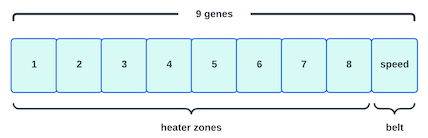 9 genes
1 2 3 4 5 6 7 8 speed
heater zones belt